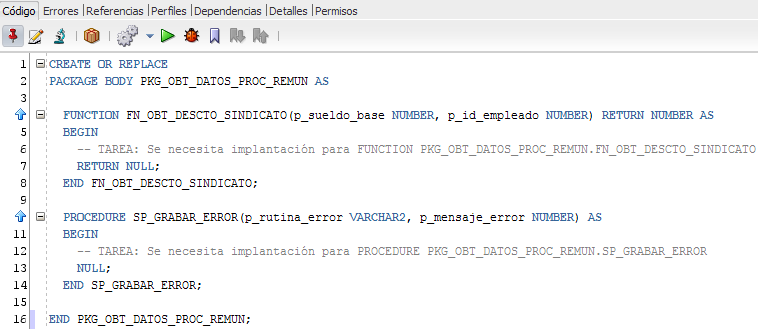 Código Errores Referencias Perfiles Dependencias Detalles Permisos
1 CREATE OR REPLACE
2 PACKAGE BODY PKG_OBT_DATOS_PROC_REMUN AS
3
FUNCTION FN_OBT_DESCTO_SINDICATO(p_sueldo_base NUMBER, p_id_empleado NUMBER) RETURN NUMBER AS
5 BEGIN
6 -- TAREA: Se necesita implantación para FUNCTION PKG_OBT_DATOS_PROC_REMUN.FN_OBT_DESCTO_SINDICATO
7 RETURN NULL;
8 END FN_OBT_DESCTO_SINDICATO;
9
PROCEDURE SP_GRABAR_ERROR(p_rutina_error VARCHAR2, p_mensaje_error NUMBER) AS
11 BEGIN
12 -- TAREA: Se necesita implantación para PROCEDURE PKG_OBT_DATOS_PROC_REMUN.SP_GRABAR_ERROR
13 NULL;
14 END SP_GRABAR_ERROR;
15
16 END PKG_OBT_DATOS_PROC_REMUN;